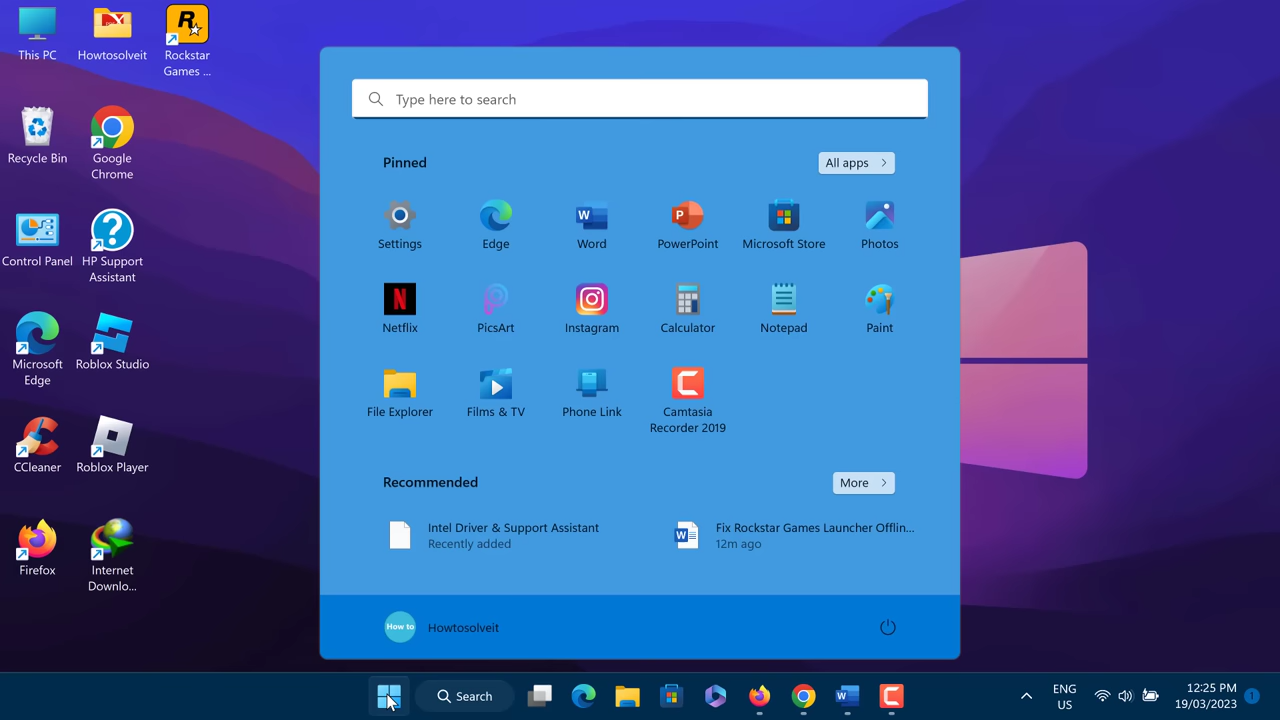 This PC
Howtosolveit
Rockstar
Games ...
Recycle Bin
Google
Chrome
Control Panel
HP Support
Assistant
Microsoft
Edge
Roblox Studio
CCleaner
Roblox Player
Firefox
Internet
Downlo...
Type here to search
Pinned
All apps
Settings
Edge
Word
PowerPoint
Microsoft Store
Photos
Netflix
PicsArt
Instagram
Calculator
Notepad
Paint
File Explorer
Films & TV
Phone Link
Camtasia
Recorder 2019
Recommended
More
Intel Driver & Support Assistant
Recently added
Fix Rockstar Games Launcher Offlin...
12m ago
How to
Howtosolveit
Search
ENG
US
12:25 PM
19/03/2023
1